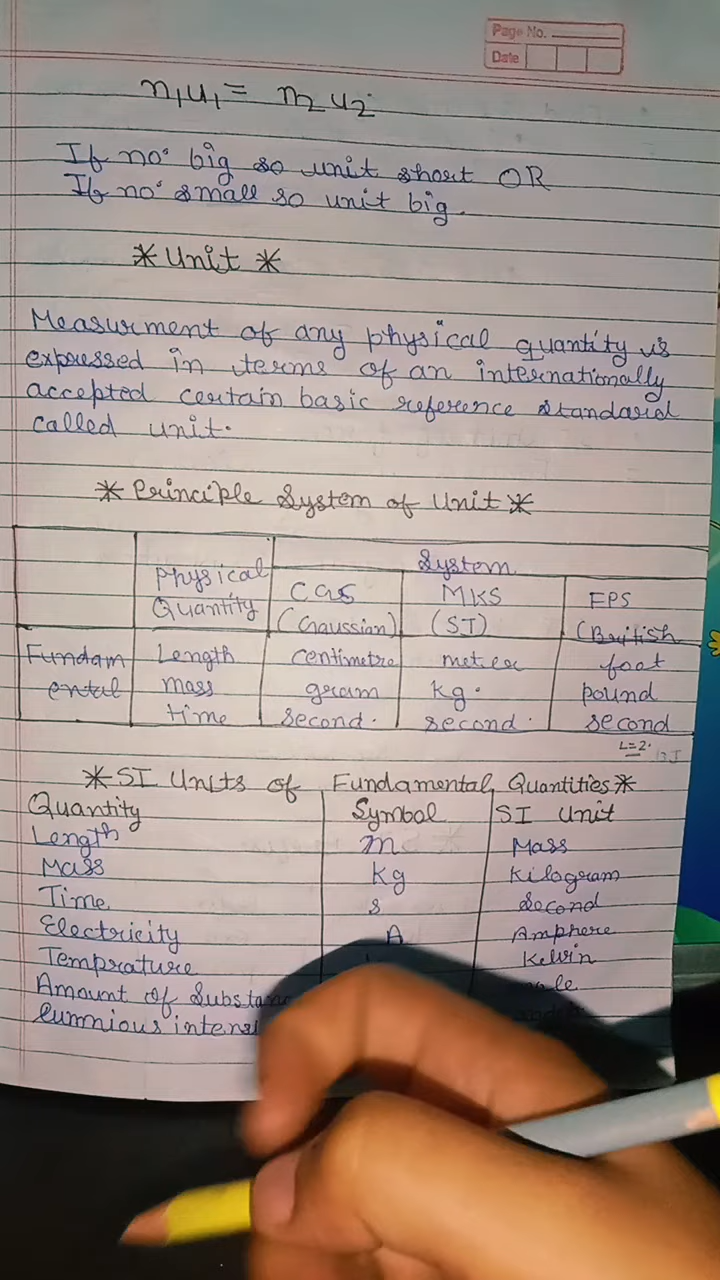 Page No.
Date
n₁u₁ = n₂u₂
If no. big so unit short OR
If no. small so unit big.
*Unit*
Measurment of any physical quantity is
expressed in terms of an internationally
accepted certain basic reference standard
called unit.
*Principle System of Unit*
System
Physical Quantity CGS (Gaussian) MKS (SI) FPS (British
Fundam Length centimetre meter foot
ental mass gram kg. pound
time second. second. second
L=2.
*SI Units of Fundamental Quantities*
Quantity Symbol SI Unit
Length m Mass
Mass kg Kilogram
Time s Second
Electricity A Amphere
Temprature Kelvin
Amount of Substan